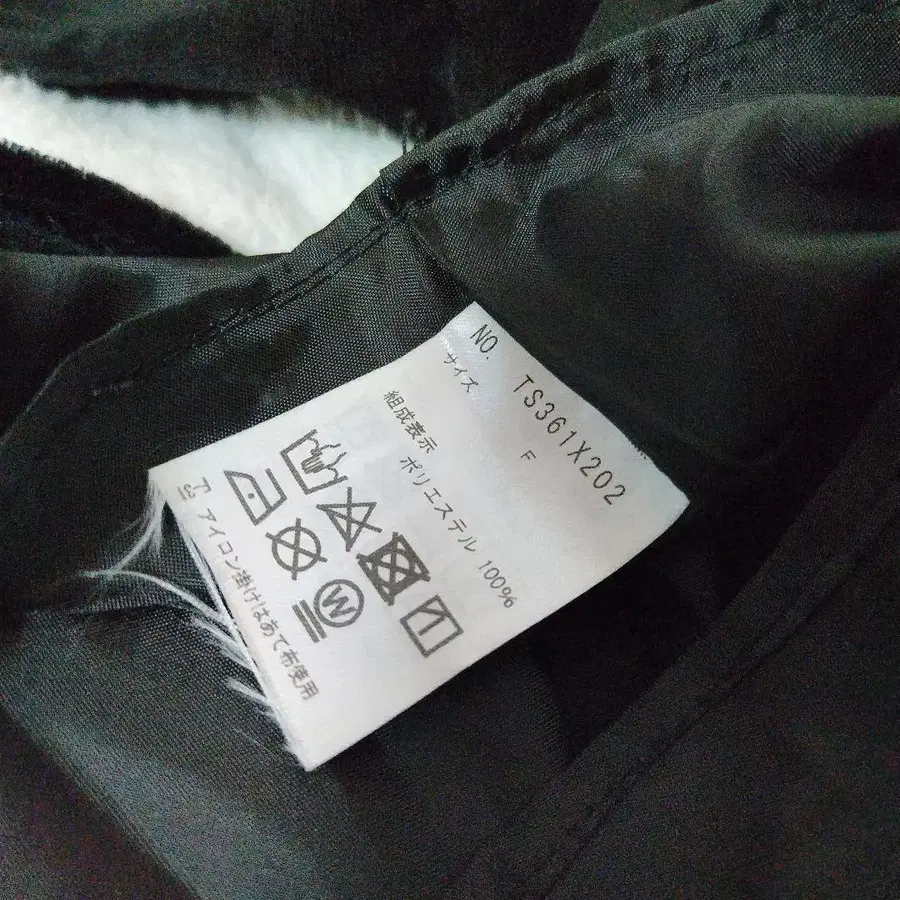 NO. TS361X202
サイズ F
組成表示 ポリエステル 100%
W
アイロン掛けはあて布使用